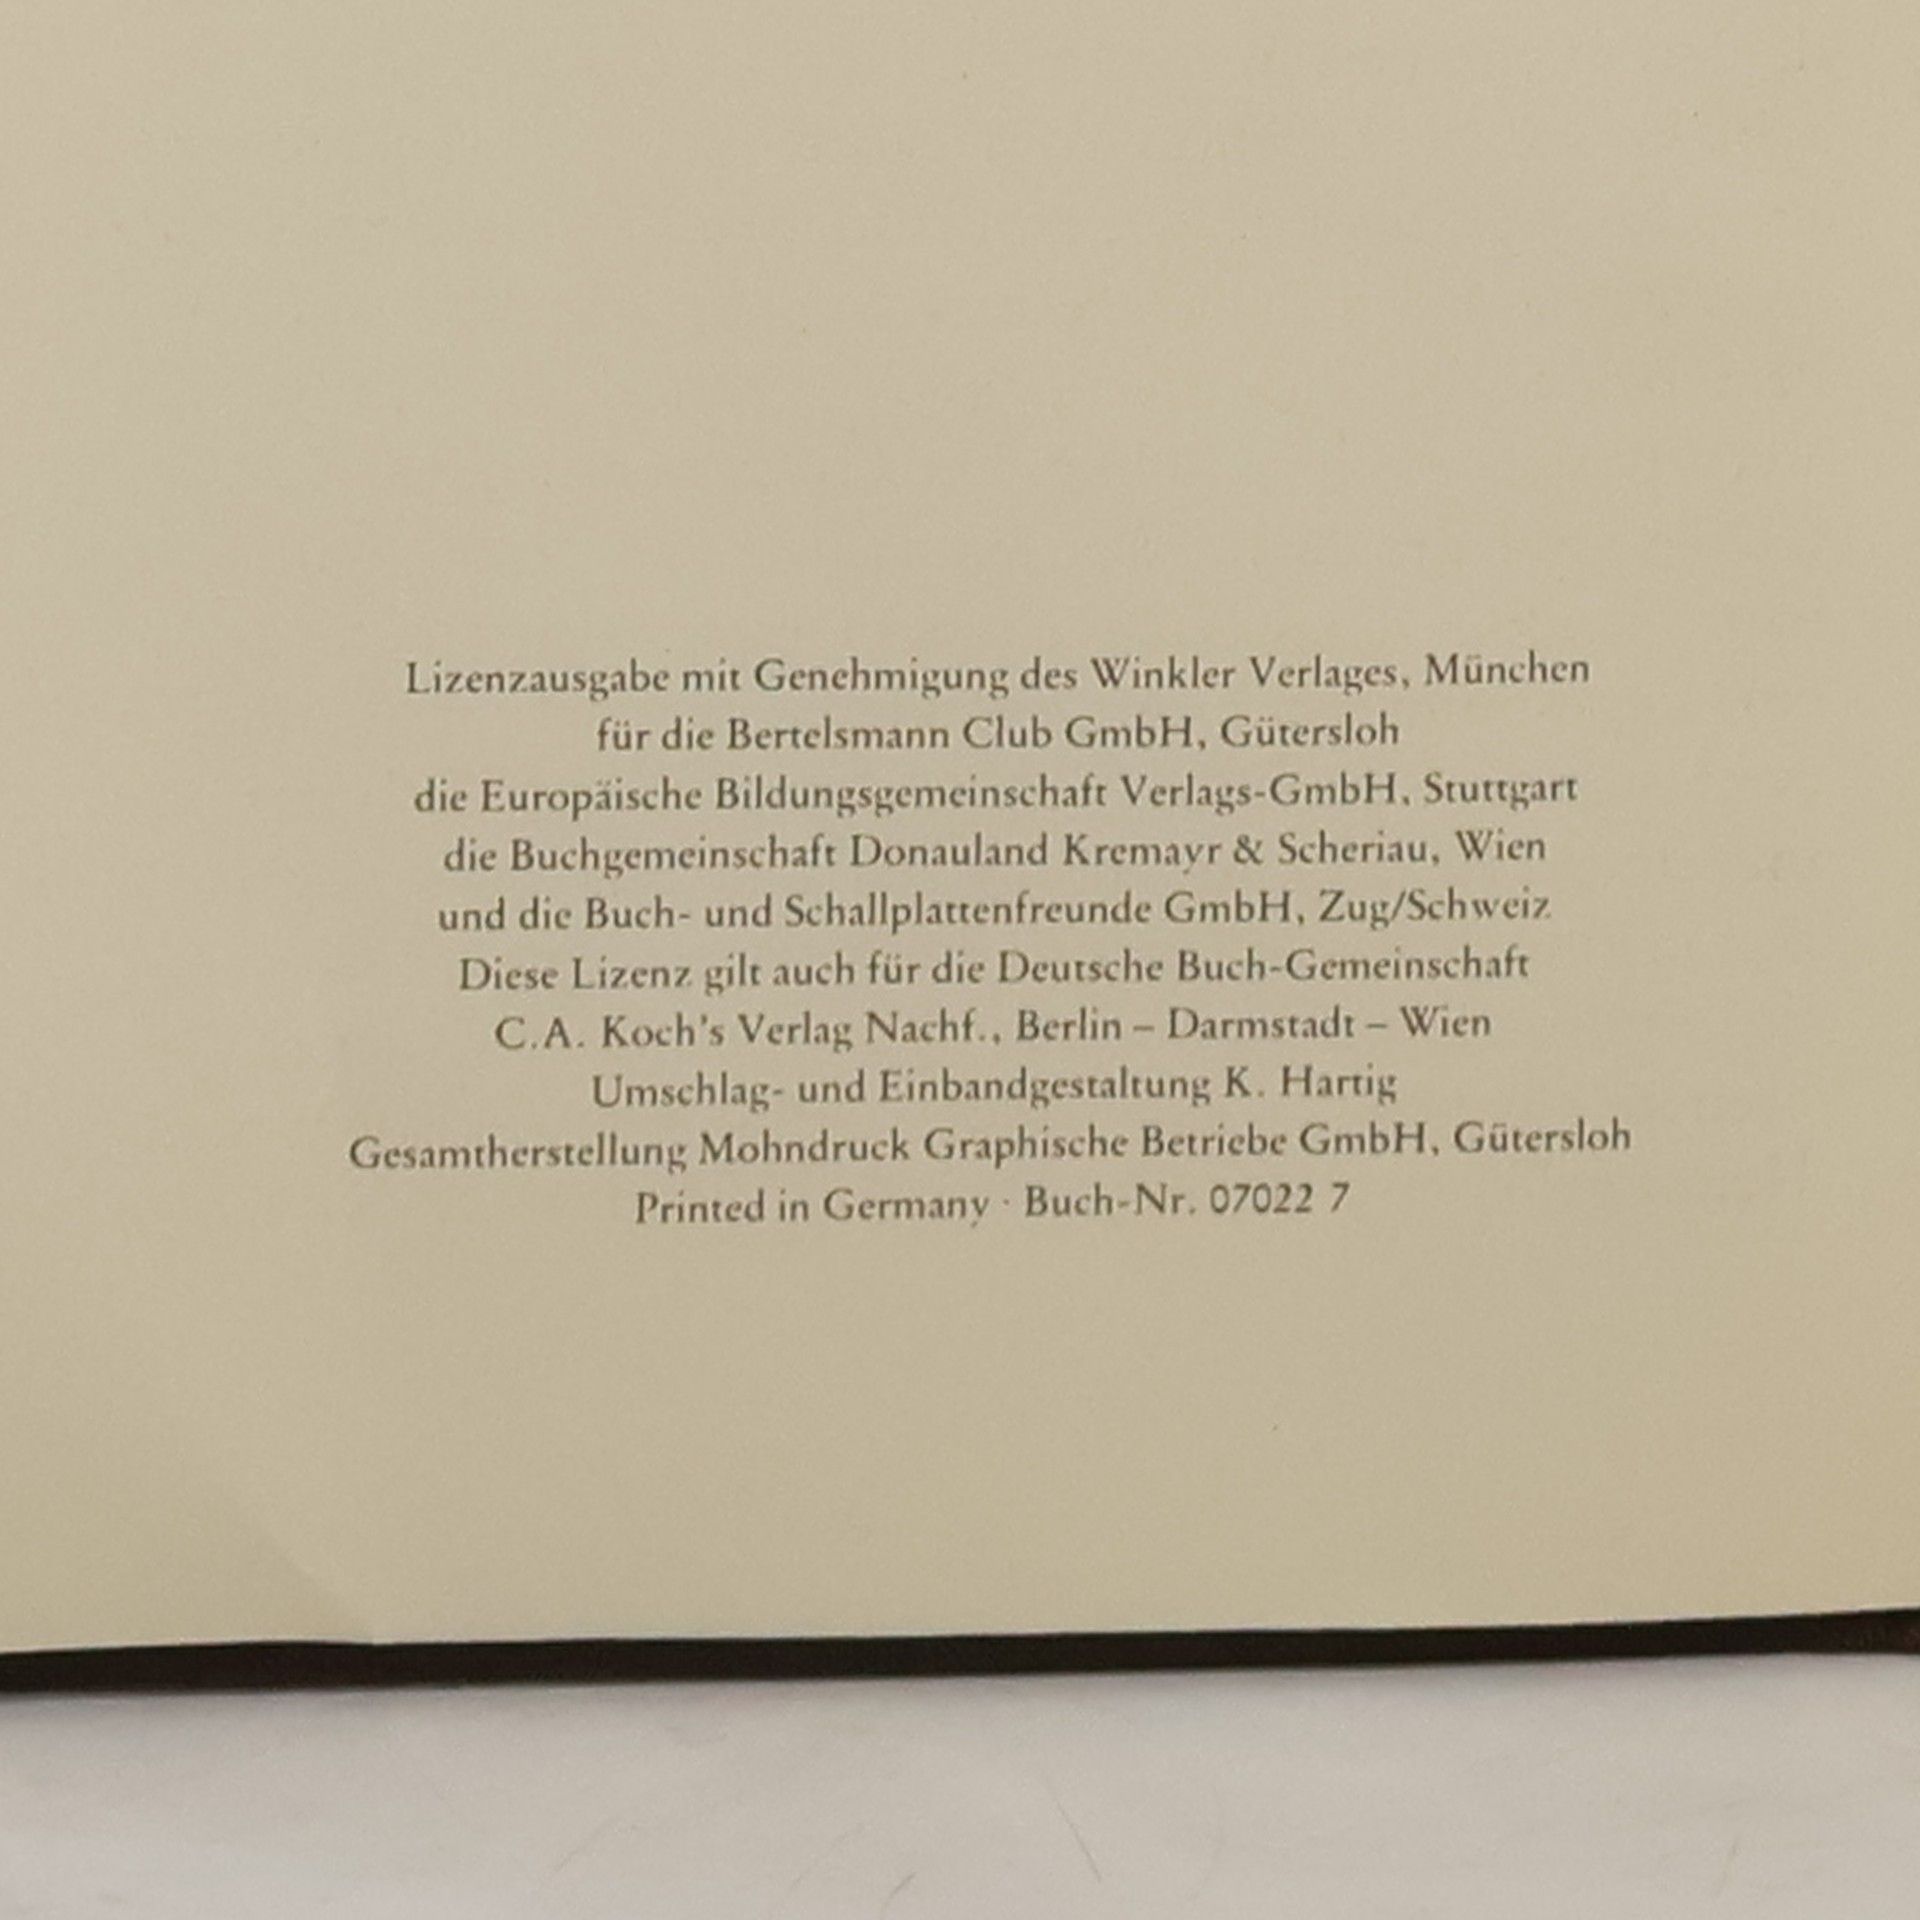 Lizenzausgabe mit Genehmigung des Winkler Verlages, München
für die Bertelsmann Club GmbH, Gütersloh
die Europäische Bildungsgemeinschaft Verlags-GmbH, Stuttgart
die Buchgemeinschaft Donauland Kremayr & Scheriau, Wien
und die Buch- und Schallplattenfreunde GmbH, Zug/Schweiz
Diese Lizenz gilt auch für die Deutsche Buch-Gemeinschaft
C.A. Koch's Verlag Nachf., Berlin – Darmstadt – Wien
Umschlag- und Einbandgestaltung K. Hartig
Gesamtherstellung Mohndruck Graphische Betriebe GmbH, Gütersloh
Printed in Germany · Buch-Nr. 07022 7